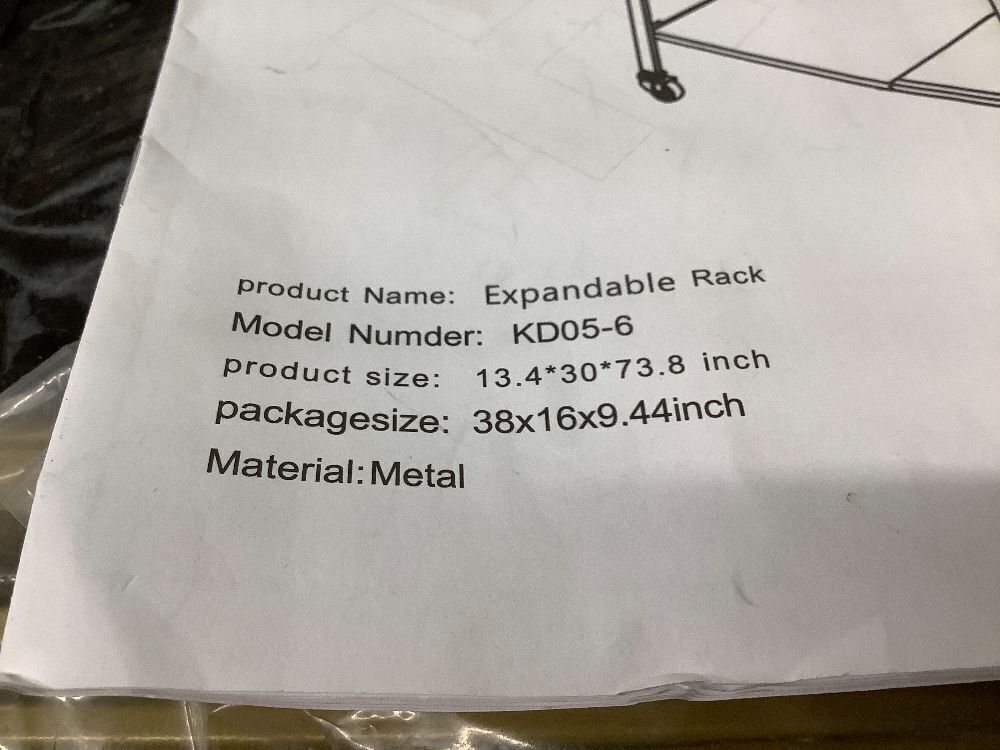 product Name: Expandable Rack
Model Numder: KD05-6
product size: 13.4*30*73.8 inch
packagesize: 38x16x9.44inch
Material:Metal